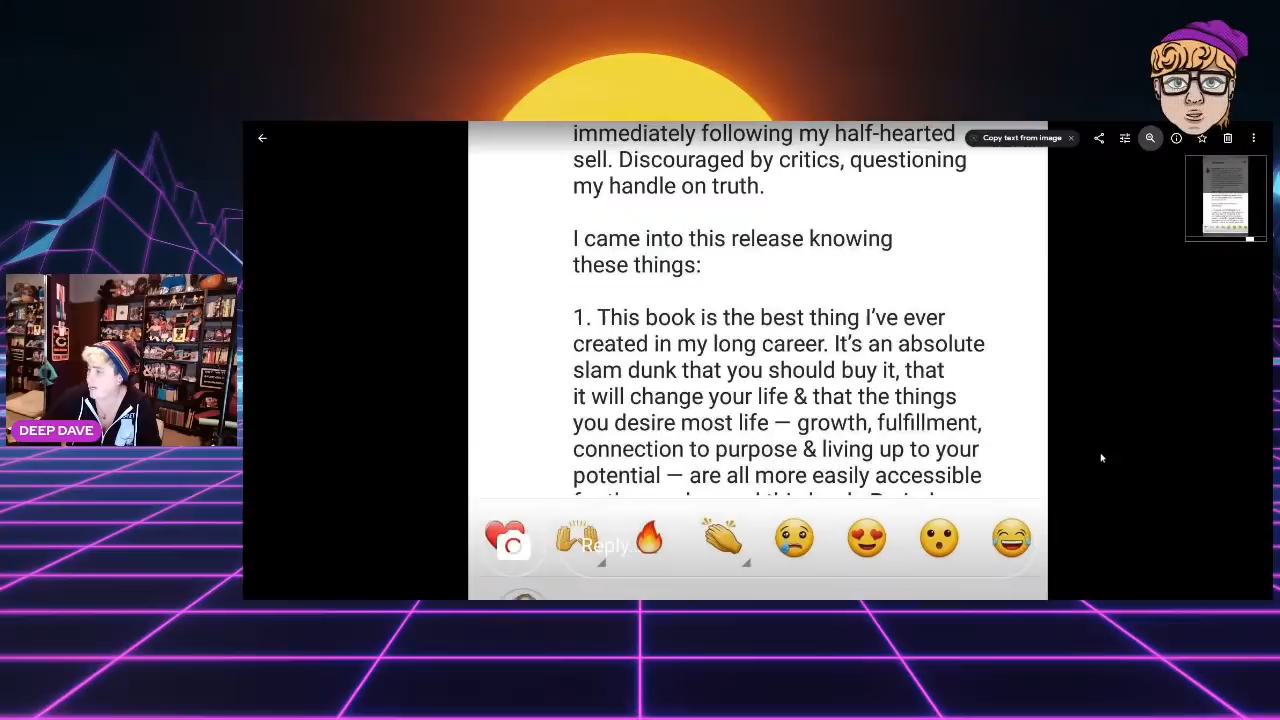 immediately following my half-hearted
sell. Discouraged by critics, questioning
my handle on truth.
I came into this release knowing
these things:
1. This book is the best thing I’ve ever
created in my long career. It’s an absolute
slam dunk that you should buy it, that
it will change your life & that the things
you desire most life — growth, fulfillment,
connection to purpose & living up to your
potential — are all more easily accessible
Reply...
Copy text from image
DEEP DAVE